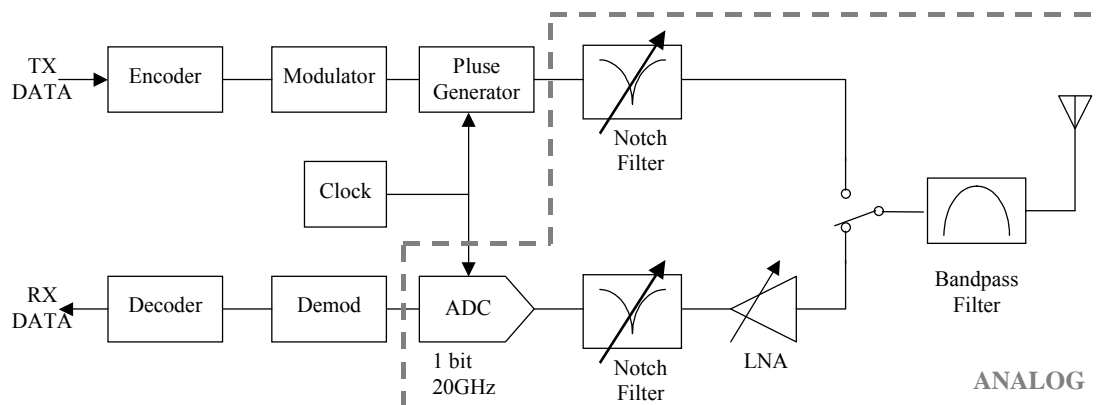 TX
DATA
Encoder
Modulator
Pluse
Generator
Notch
Filter
Clock
Bandpass
Filter
RX
DATA
Decoder
Demod
ADC
1 bit
20GHz
Notch
Filter
LNA
ANALOG